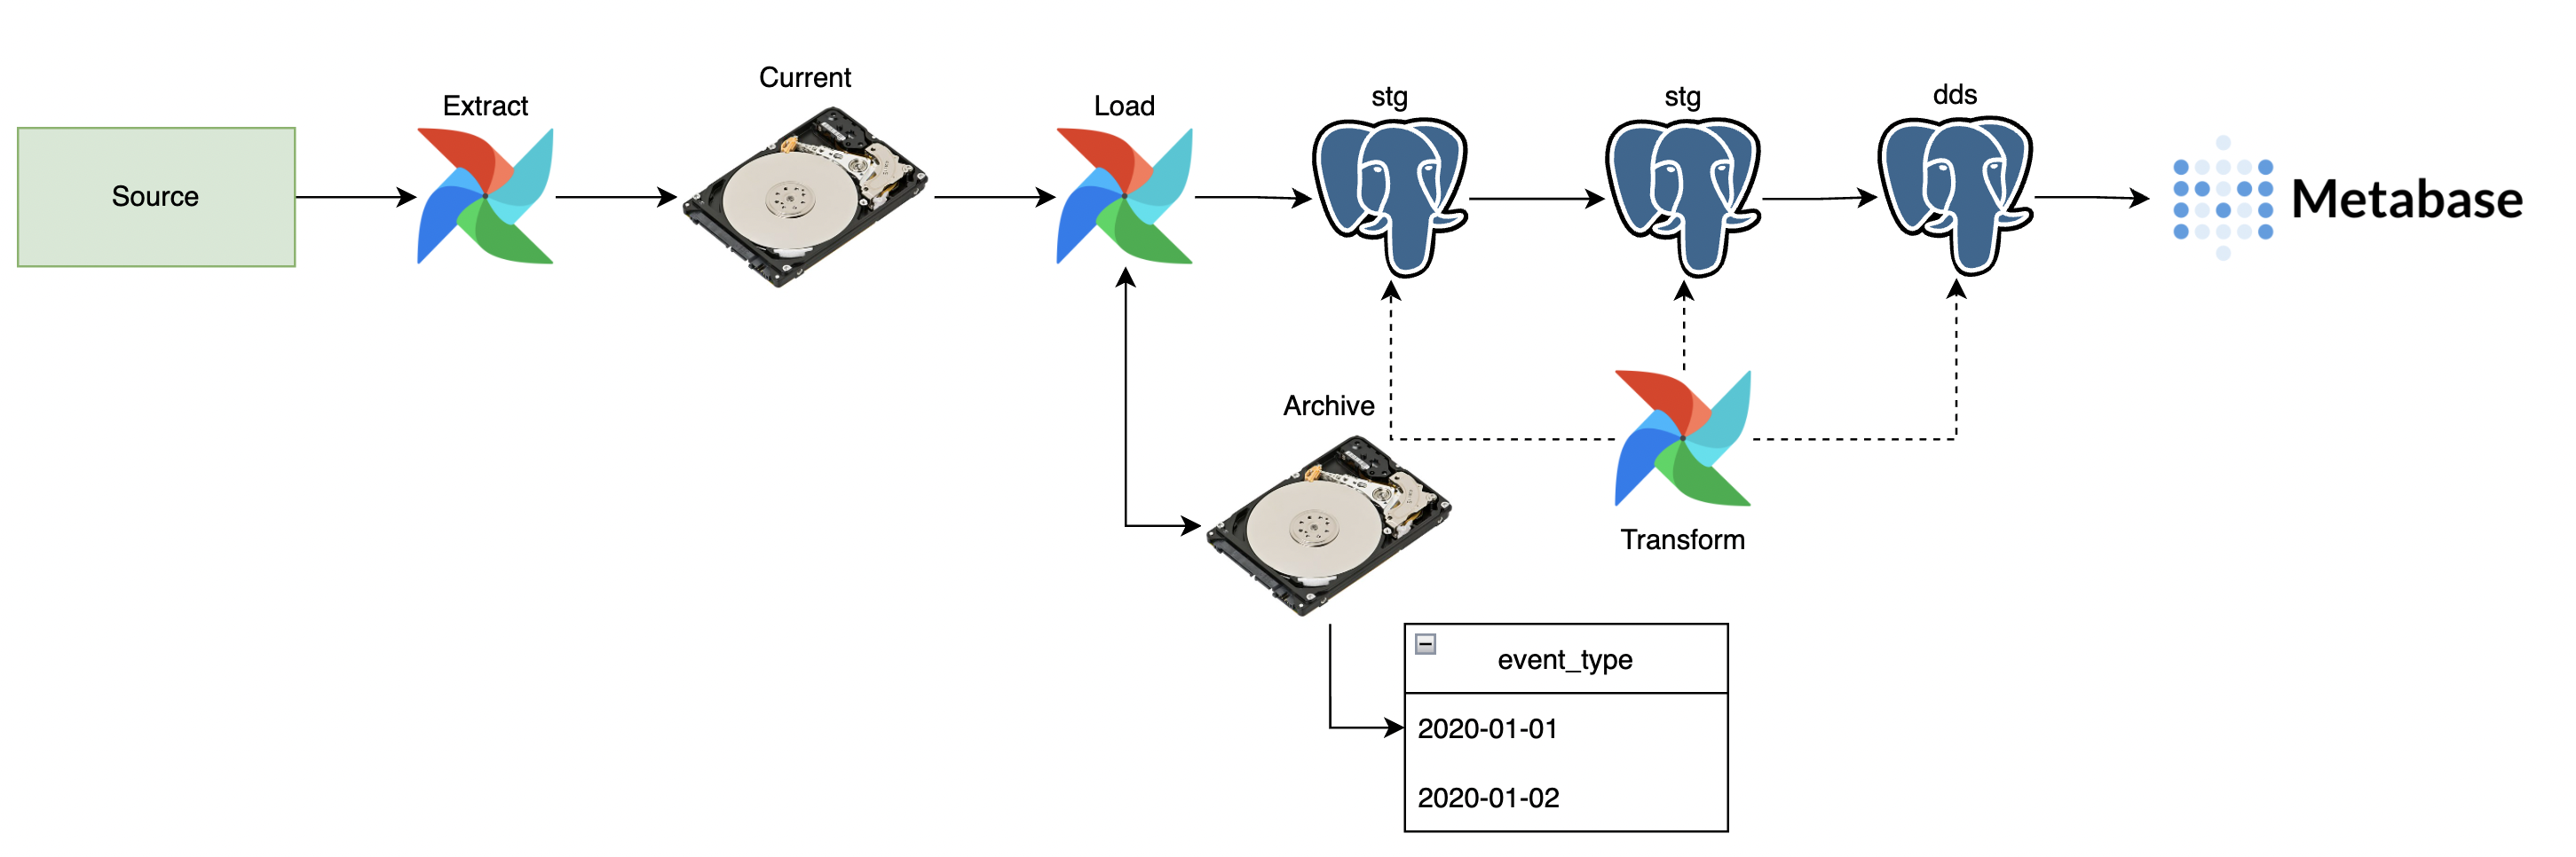 Source
Extract
Current
Load
stg
stg
dds
Metabase
Archive
Transform
event_type
2020-01-01
2020-01-02